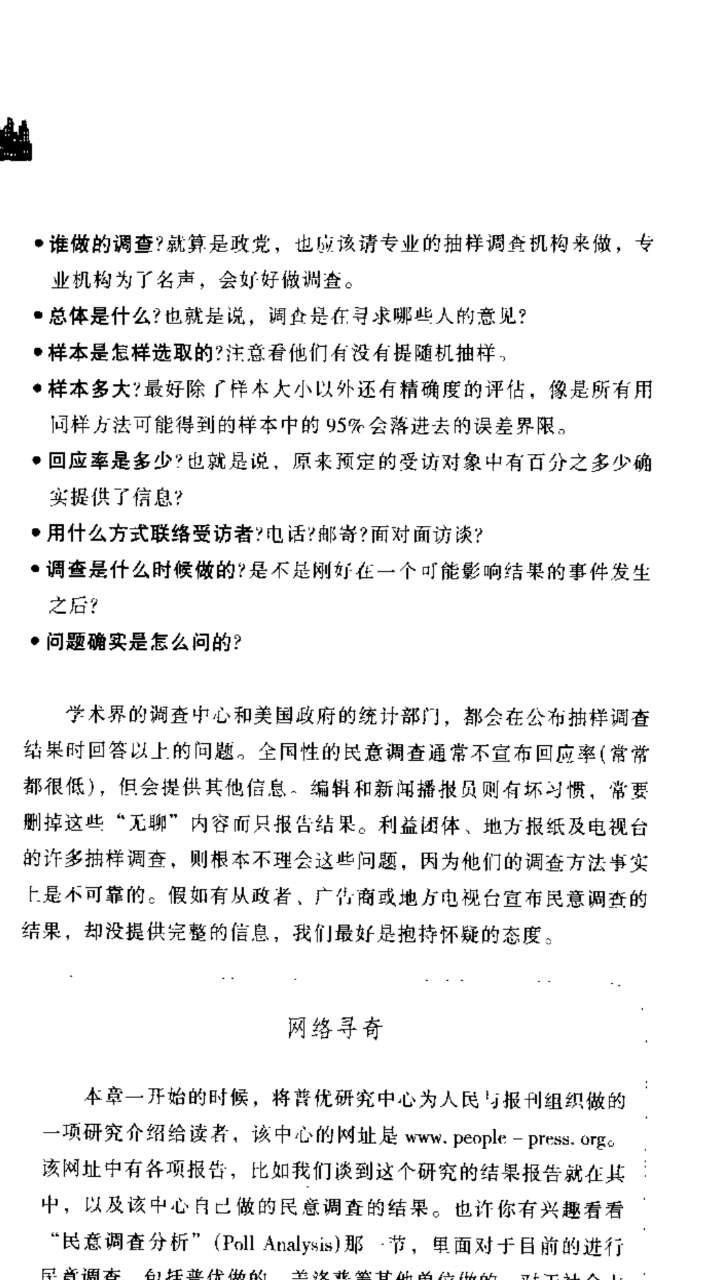 ●谁做的调查?就算是政党，也应该请专业的抽样调查机构来做，专
业机构为了名声，会好好做调查。
●总体是什么?也就是说，调查是在寻求哪些人的意见?
●样本是怎样选取的?注意看他们有没有提随机抽样。
●样本多大?最好除了样本大小以外还有精确度的评估，像是所有用
同样方法可能得到的样本中的 95%会落进去的误差界限。
●回应率是多少?也就是说，原来预定的受访对象中有百分之多少确
实提供了信息?
●用什么方式联络受访者?电话?邮寄?面对面访谈?
●调查是什么时候做的?是不是刚好在一个可能影响结果的事件发生
之后?
●问题确实是怎么问的?
学术界的调查中心和美国政府的统计部门，都会在公布抽样调查
结果时回答以上的问题。全国性的民意调查通常不宣布回应率(常常
都很低)，但会提供其他信息。编辑和新闻播报员则有坏习惯，常要
删掉这些“无聊”内容而只报告结果。利益团体、地方报纸及电视台
的许多抽样调查，则根本不理会这些问题，因为他们的调查方法事实
上是不可靠的。假如有从政者、广告商或地方电视台宣布民意调查的
结果，却没提供完整的信息，我们最好是抱持怀疑的态度。
网络寻奇
本章一开始的时候，将普优研究中心为人民与报刊组织做的
一项研究介绍给读者，该中心的网址是 www. people – press. org。
该网址中有各项报告，比如我们谈到这个研究的结果报告就在其
中，以及该中心自己做的民意调查的结果。也许你有兴趣看看
“民意调查分析”(Poll Analysis)那一节，里面对于目前的进行
民意调查，包括普优做的、盖洛普等其他单位做的，对于社会上